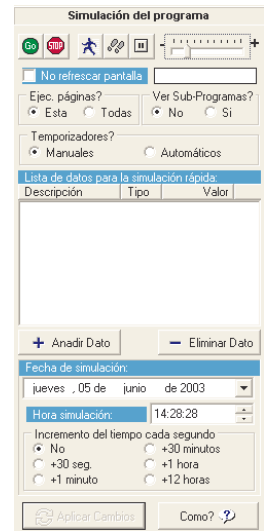 Simulación del programa
Go STOP - +
No refrescar pantalla
Ejec. páginas? Ver Sub-Programas?
Esta Todas No Si
Temporizadores?
Manuales Automáticos
Lista de datos para la simulación rápida:
Descripción Tipo Valor
+ Anadir Dato - Eliminar Dato
Fecha de simulación:
jueves , 05 de junio de 2003
Hora simulación: 14:28:28
Incremento del tiempo cada segundo
No +30 minutos
+30 seg. +1 hora
+1 minuto +12 horas
Aplicar Cambios Como? ?